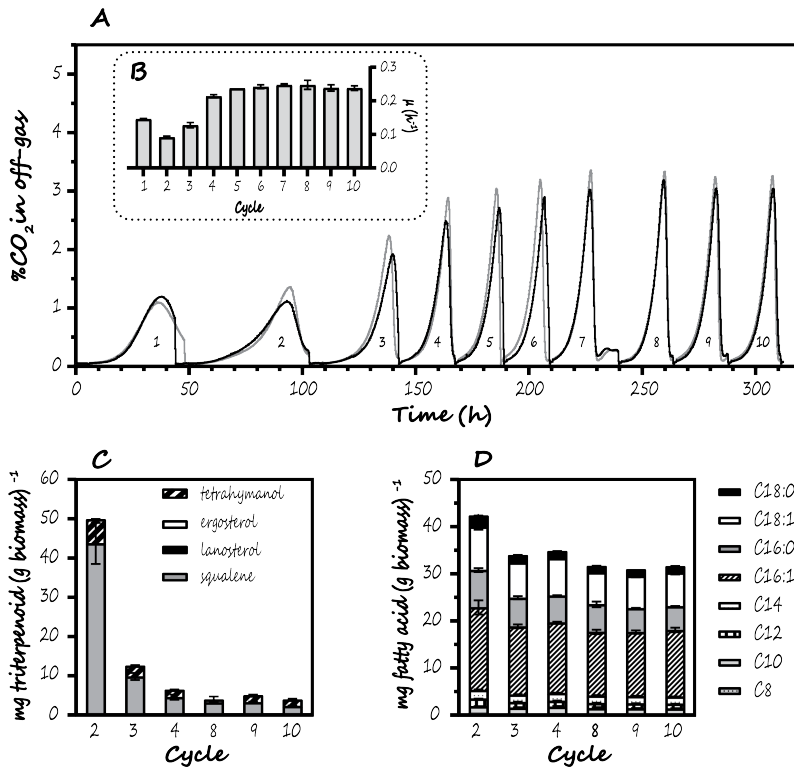 A
%CO2 in off-gas
5
4
3
2
1
0
B
0.3
0.2
0.1
0.0
μ (h-1)
1 2 3 4 5 6 7 8 9 10
Cycle
1 2 3 4 5 6 7 8 9 10
0 50 100 150 200 250 300
Time (h)
C
mg triterpenoid (g biomass) -1
60
50
40
30
20
10
0
tetrahymanol
ergosterol
lanosterol
squalene
2 3 4 8 9 10
Cycle
D
mg fatty acid (g biomass) -1
50
40
30
20
10
0
2 3 4 8 9 10
Cycle
C18:0
C18:1
C16:0
C16:1
C14
C12
C10
C8